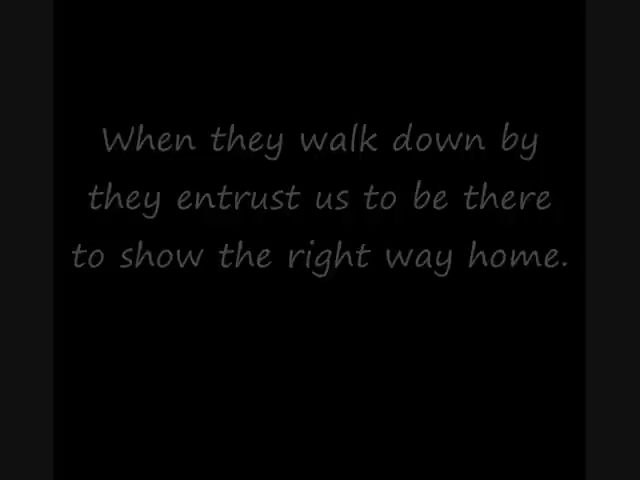 When they walk down by
they entrust us to be there
to show the right way home.